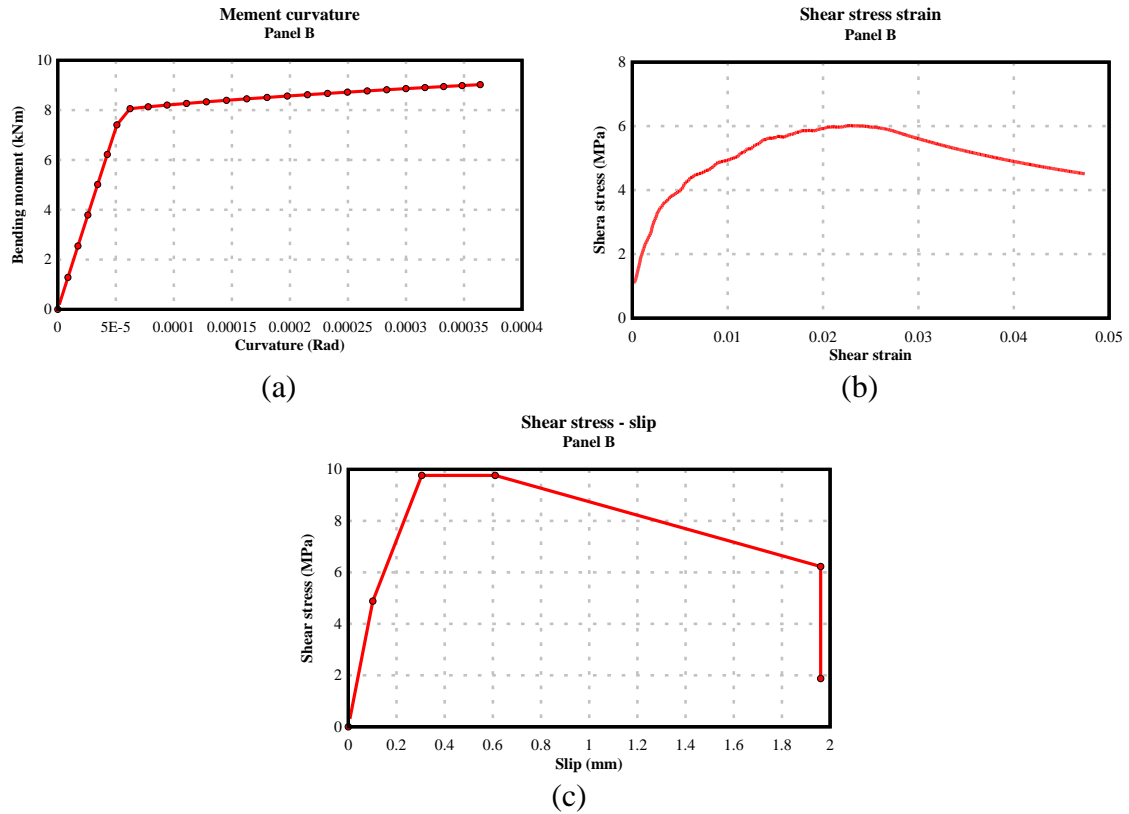 Mement curvature
Panel B
10
8
6
4
2
0
Bending moment (kNm)
0 5E-5 0.0001 0.00015 0.0002 0.00025 0.0003 0.00035 0.0004
Curvature (Rad)
(a)
Shear stress strain
Panel B
8
6
4
2
0
Shera stress (MPa)
0 0.01 0.02 0.03 0.04 0.05
Shear strain
(b)
Shear stress - slip
Panel B
10
8
6
4
2
0
Shear stress (MPa)
0 0.2 0.4 0.6 0.8 1 1.2 1.4 1.6 1.8 2
Slip (mm)
(c)